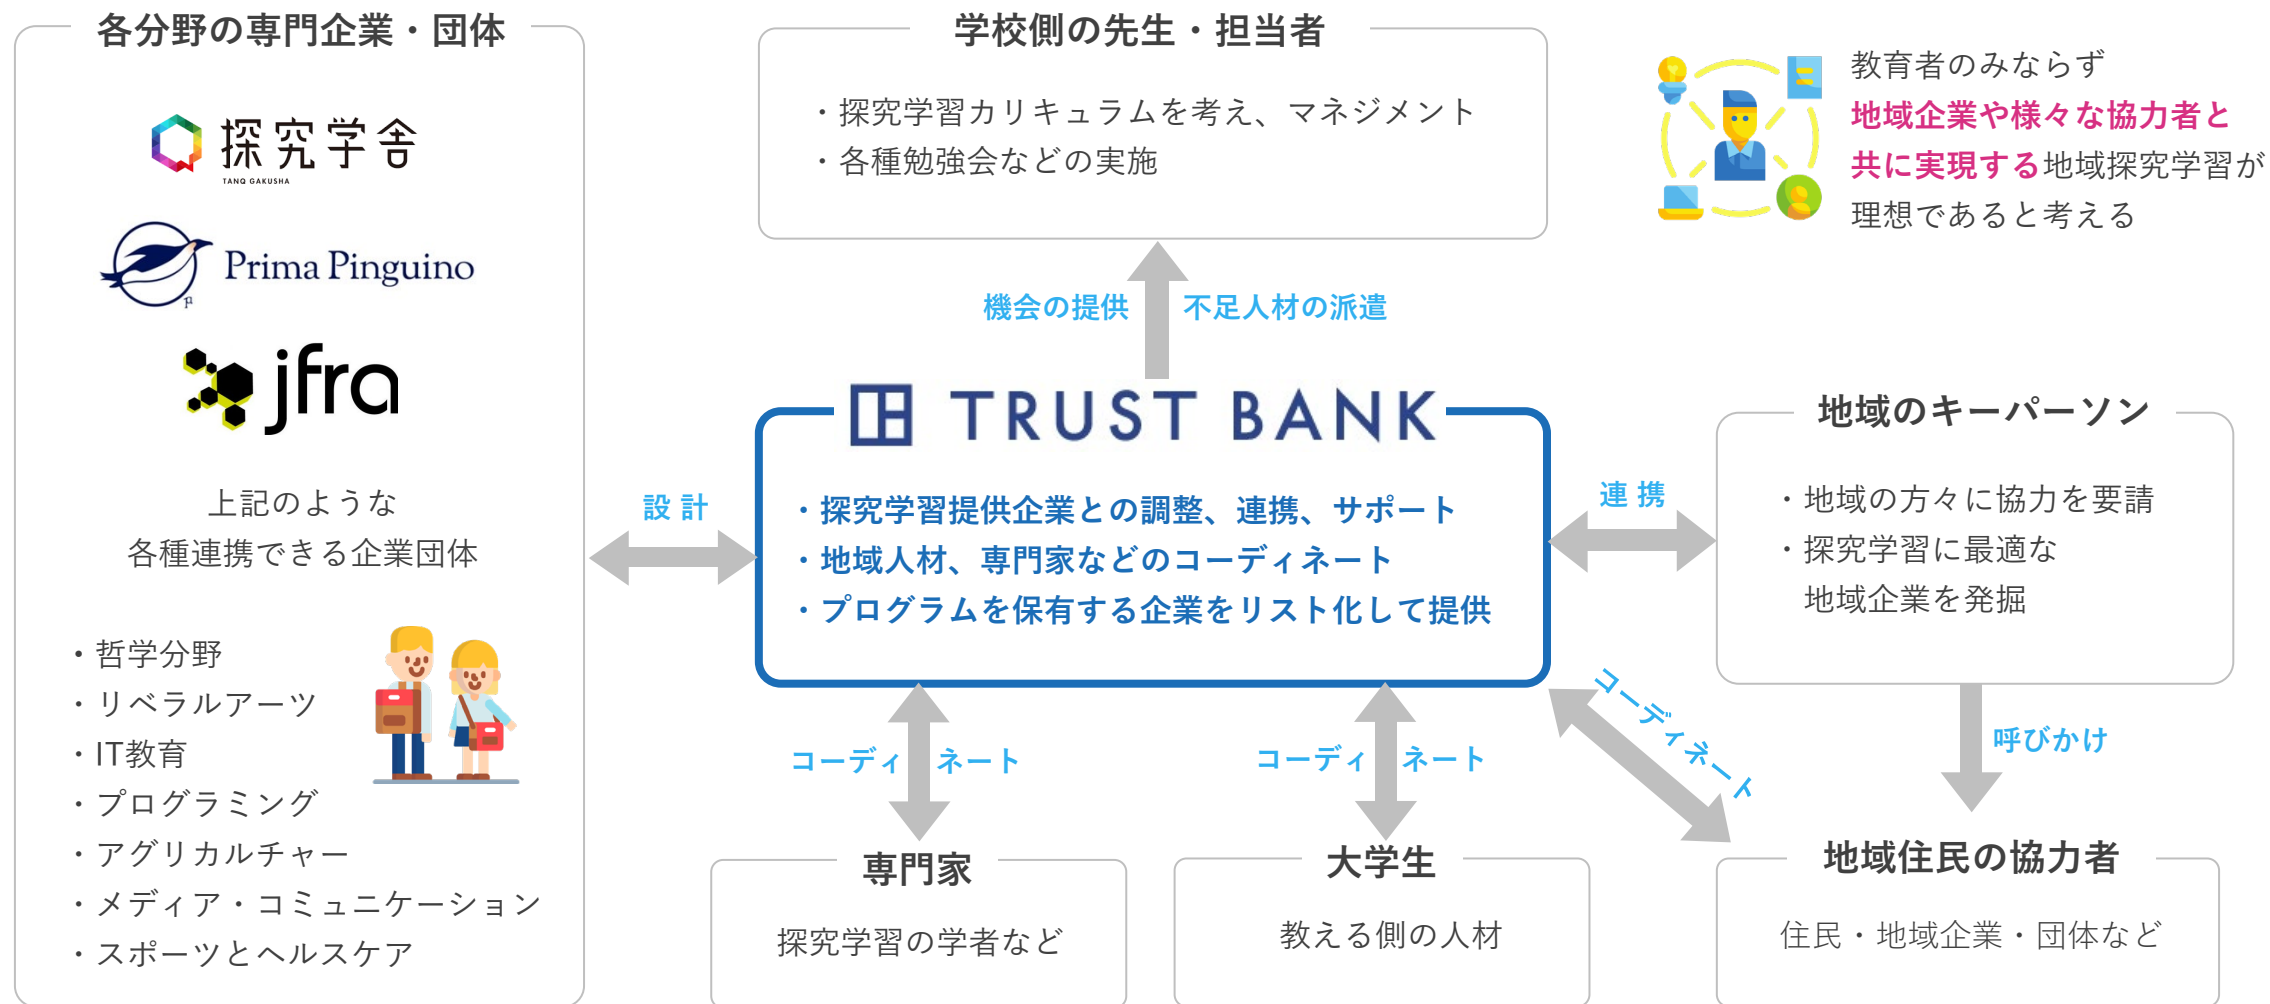 各分野の専門企業・団体
探究学舎
TANQ GAKUSHA
Prima Pinguino
jfra
上記のような
各種連携できる企業団体
・哲学分野
・リベラルアーツ
・IT教育
・プログラミング
・アグリカルチャー
・メディア・コミュニケーション
・スポーツとヘルスケア
学校側の先生・担当者
・探究学習カリキュラムを考え、マネジメント
・各種勉強会などの実施
教育者のみならず
地域企業や様々な協力者と
共に実現する地域探究学習が
理想であると考える
機会の提供
不足人材の派遣
TRUST BANK
・探究学習提供企業との調整、連携、サポート
・地域人材、専門家などのコーディネート
・プログラムを保有する企業をリスト化して提供
設計
連携
地域のキーパーソン
・地域の方々に協力を要請
・探究学習に最適な
地域企業を発掘
コーディネート
コーディネート
コーディネート
呼びかけ
専門家
探究学習の学者など
大学生
教える側の人材
地域住民の協力者
住民・地域企業・団体など